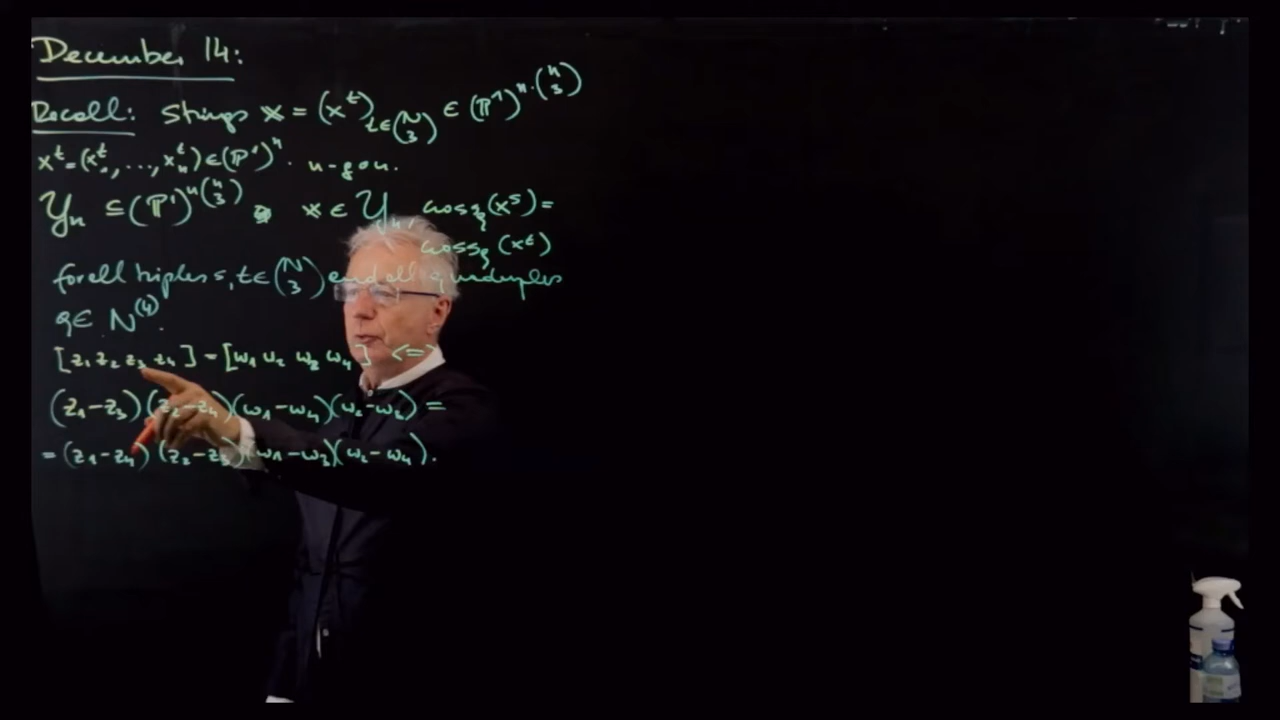 December 14:
Recall: Strings 𝕩 = (x^t)_{t∈(N 3)} ∈ (ℙ^1)^{n·(n 3)}
x^t = (x^t_1, ..., x^t_n) ∈ (ℙ^1)^n. n-gon.
Y_n ⊆ (ℙ^1)^{n(n 3)} 𝕩 ∈ Y_n, cross_q(x^s) =
cross_q(x^t)
for all triples s, t ∈ (N 3) and all quadruples
q ∈ N^{(4)}.
[z_1 z_2 z_3 z_4] = [w_1 w_2 w_3 w_4] <=>
(z_1-z_3)(z_2-z_4)(w_1-w_4)(w_2-w_3) =
= (z_1-z_4)(z_2-z_3)(w_1-w_3)(w_2-w_4).